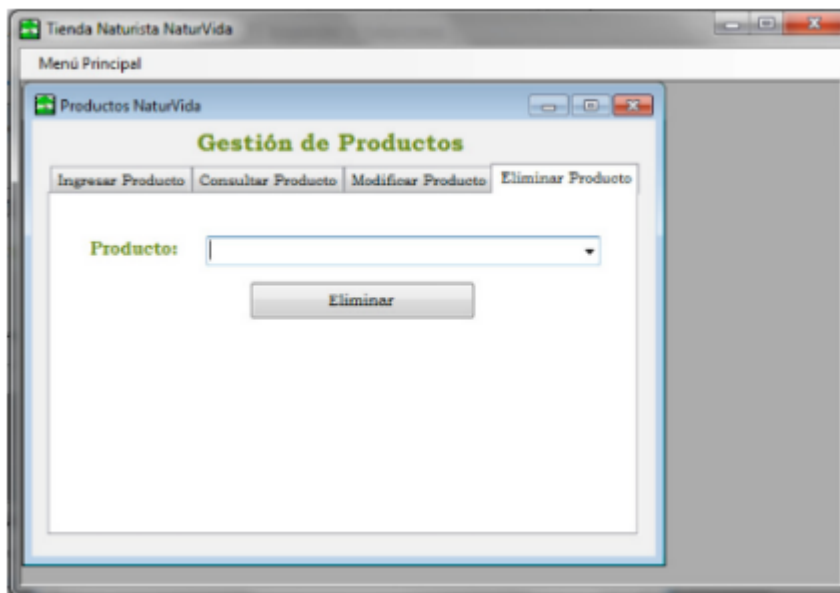 Tienda Naturista NaturVida
Menú Principal
Productos NaturVida
Gestión de Productos
Ingresar Producto Consultar Producto Modificar Producto Eliminar Producto
Producto:
Eliminar